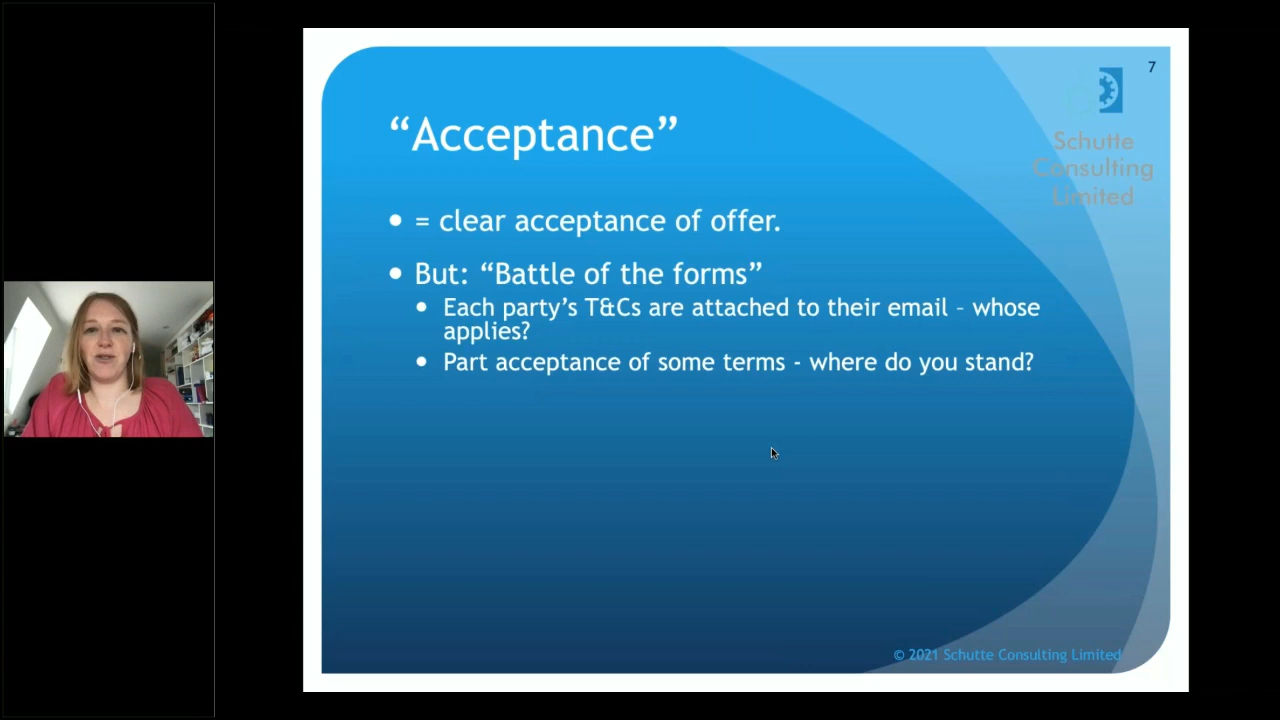 7
Schutte
Consulting
Limited
“Acceptance”
= clear acceptance of offer.
But: “Battle of the forms”
Each party’s T&Cs are attached to their email – whose
applies?
Part acceptance of some terms - where do you stand?
© 2021 Schutte Consulting Limited